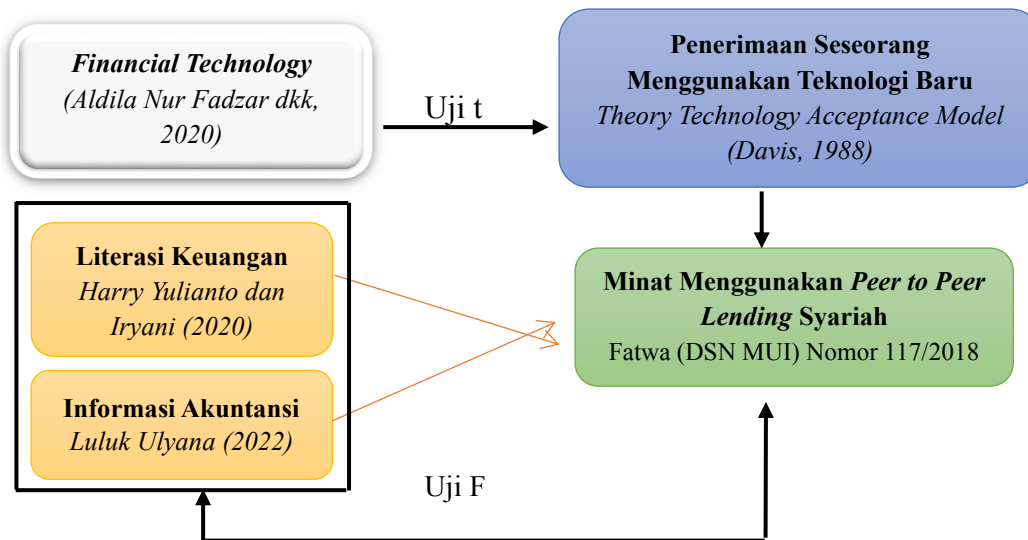 Financial Technology
(Aldila Nur Fadzar dkk,
2020)
Uji t
Penerimaan Seseorang
Menggunakan Teknologi Baru
Theory Technology Acceptance Model
(Davis, 1988)
Literasi Keuangan
Harry Yulianto dan
Iryani (2020)
Minat Menggunakan Peer to Peer
Lending Syariah
Fatwa (DSN MUI) Nomor 117/2018
Informasi Akuntansi
Luluk Ulyana (2022)
Uji F